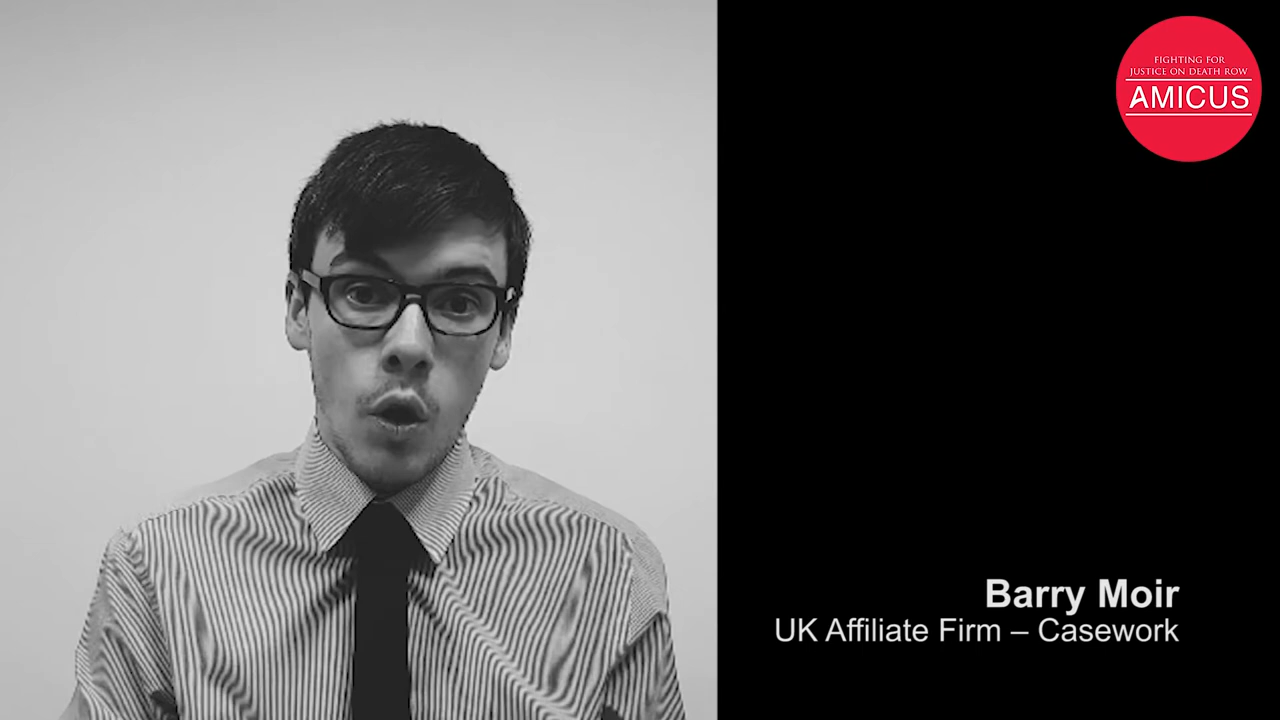 FIGHTING FOR
JUSTICE ON DEATH ROW
AMICUS
Barry Moir
UK Affiliate Firm – Casework